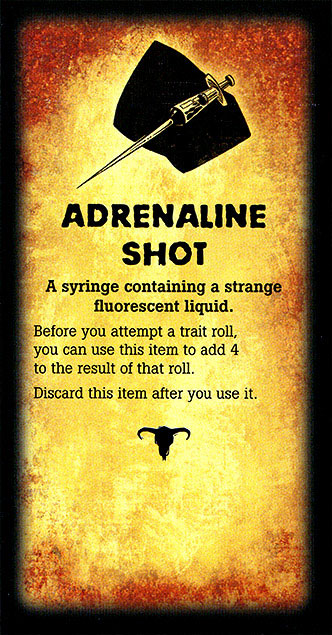 ADRENALINE
SHOT
A syringe containing a strange
fluorescent liquid.
Before you attempt a trait roll,
you can use this item to add 4
to the result of that roll.
Discard this item after you use it.